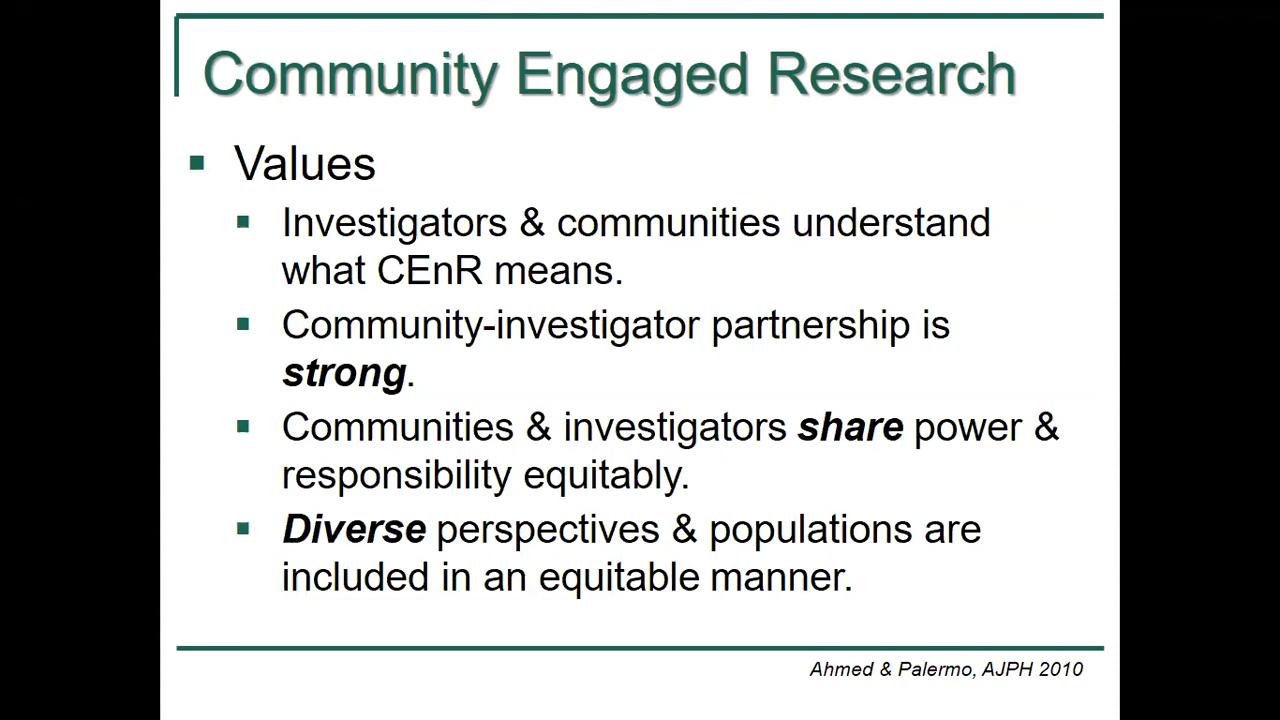 Community Engaged Research
Values
Investigators & communities understand
what CEnR means.
Community-investigator partnership is
strong.
Communities & investigators share power &
responsibility equitably.
Diverse perspectives & populations are
included in an equitable manner.
Ahmed & Palermo, AJPH 2010